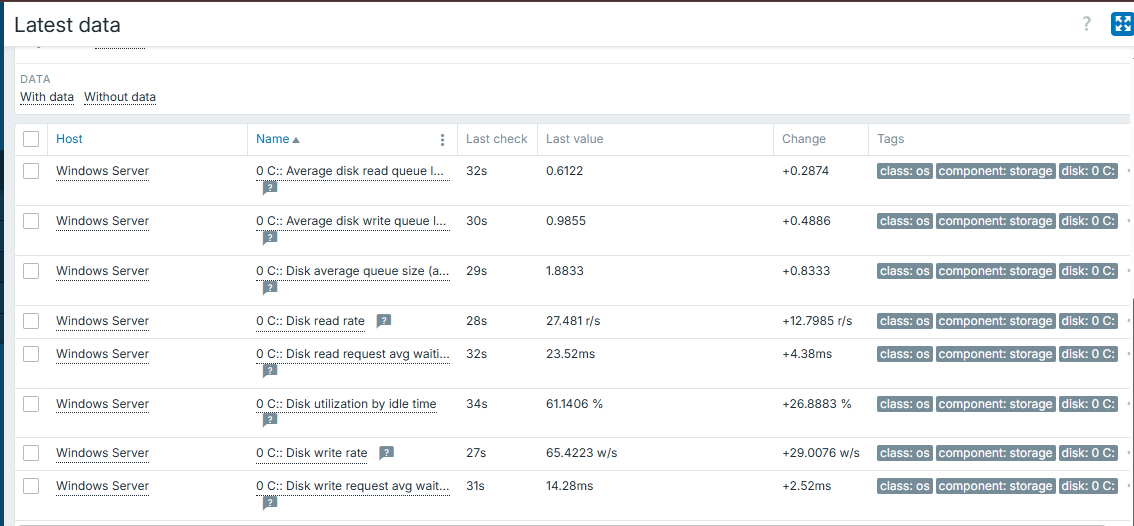 Latest data ?
DATA
With data Without data
Host Name Last check Last value Change Tags
Windows Server 0 C:: Average disk read queue l... 32s 0.6122 +0.2874 class: os component: storage disk: 0 C:
?
Windows Server 0 C:: Average disk write queue l... 30s 0.9855 +0.4886 class: os component: storage disk: 0 C:
?
Windows Server 0 C:: Disk average queue size (a... 29s 1.8833 +0.8333 class: os component: storage disk: 0 C:
?
Windows Server 0 C:: Disk read rate ? 28s 27.481 r/s +12.7985 r/s class: os component: storage disk: 0 C:
Windows Server 0 C:: Disk read request avg waiti... 32s 23.52ms +4.38ms class: os component: storage disk: 0 C:
?
Windows Server 0 C:: Disk utilization by idle time 34s 61.1406 % +26.8883 % class: os component: storage disk: 0 C:
?
Windows Server 0 C:: Disk write rate ? 27s 65.4223 w/s +29.0076 w/s class: os component: storage disk: 0 C:
Windows Server 0 C:: Disk write request avg wait... 31s 14.28ms +2.52ms class: os component: storage disk: 0 C:
?